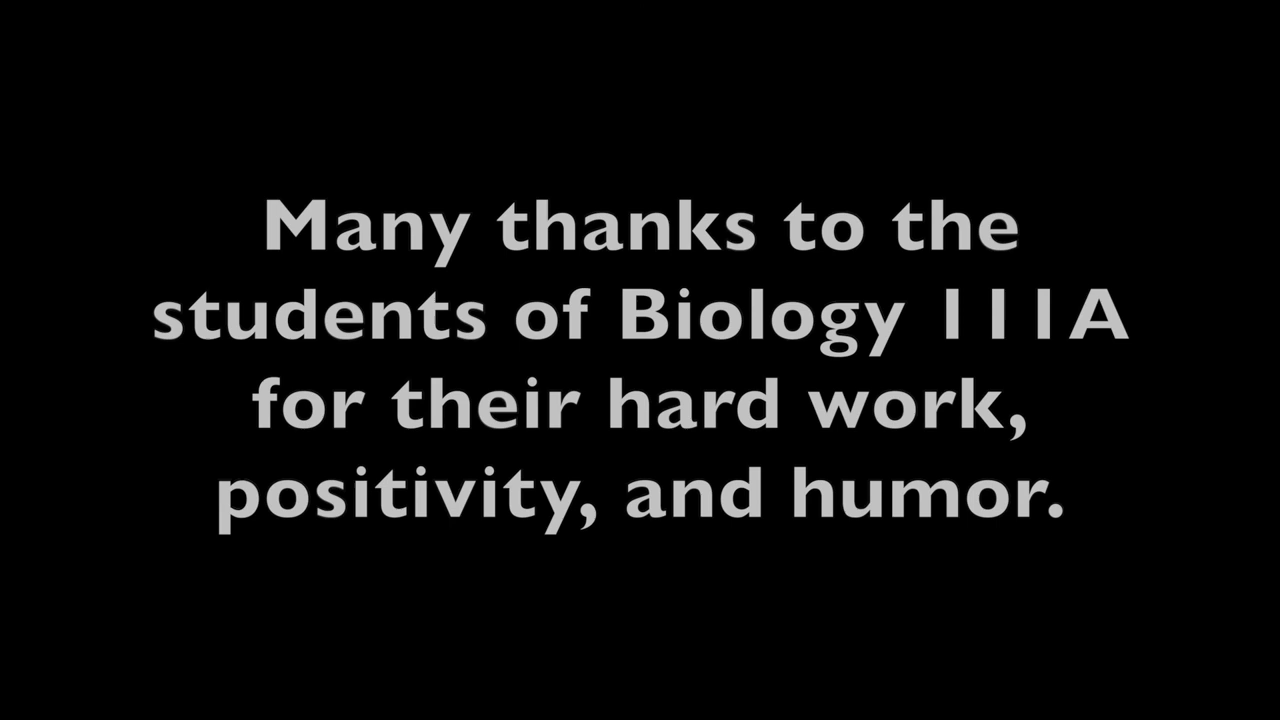 Many thanks to the
students of Biology 111A
for their hard work,
positivity, and humor.